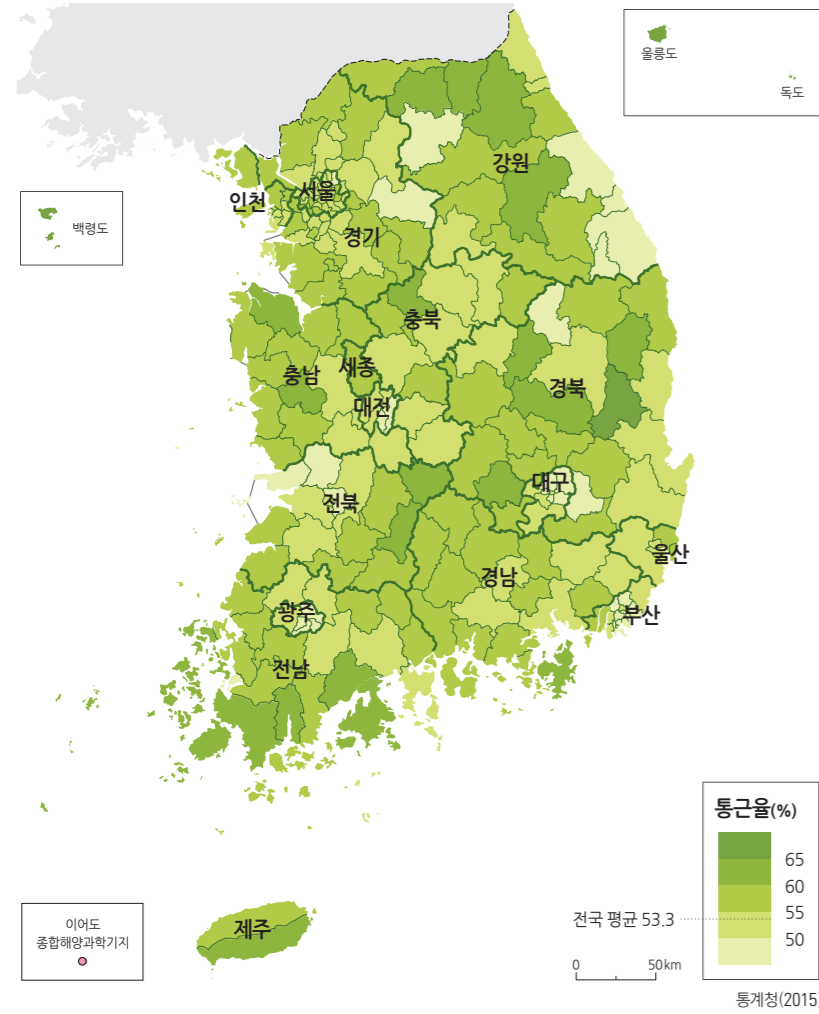 울릉도
독도
강원
서울
인천
백령도
경기
충북
세종
충남
경북
대전
대구
전북
울산
경남
광주
부산
전남
통근율(%)
65
60
전국 평균 53.3
55
50
제주
이어도
종합해양과학기지
0 50km
통계청(2015)